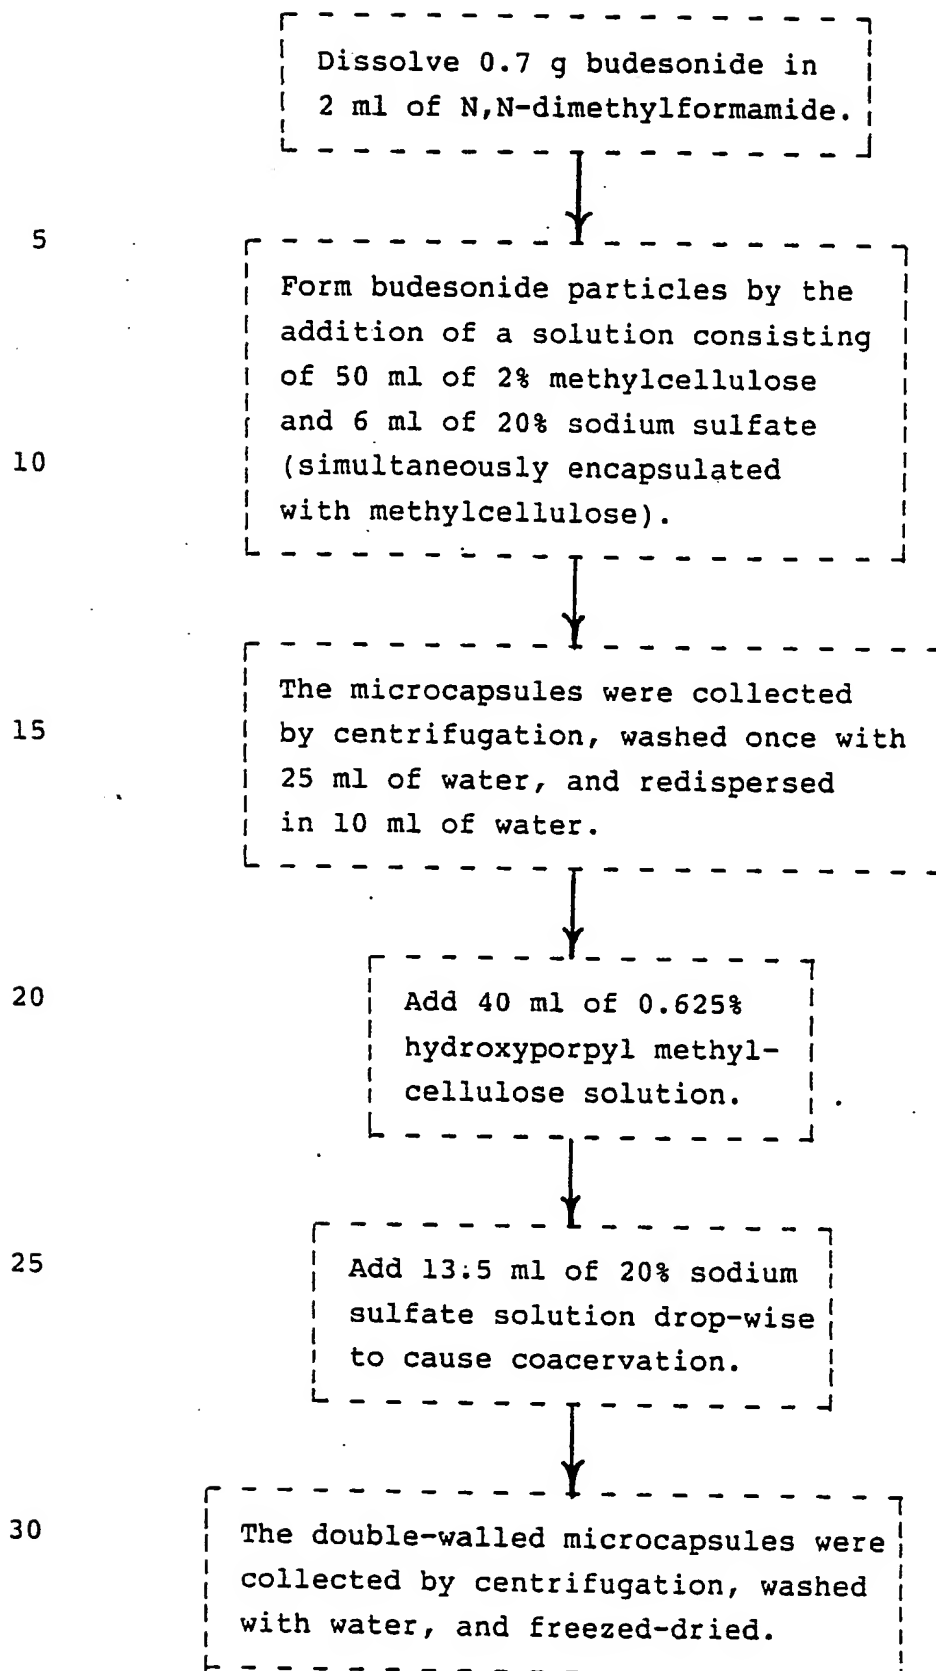 Dissolve 0.7 g budesonide in
2 ml of N,N-dimethylformamide.
5
Form budesonide particles by the
addition of a solution consisting
of 50 ml of 2% methylcellulose
and 6 ml of 20% sodium sulfate
10 (simultaneously encapsulated
with methylcellulose).
The microcapsules were collected
15 by centrifugation, washed once with
25 ml of water, and redispersed
in 10 ml of water.
20 Add 40 ml of 0.625%
hydroxyporpyl methyl-
cellulose solution.
25 Add 13.5 ml of 20% sodium
sulfate solution drop-wise
to cause coacervation.
30 The double-walled microcapsules were
collected by centrifugation, washed
with water, and freezed-dried.